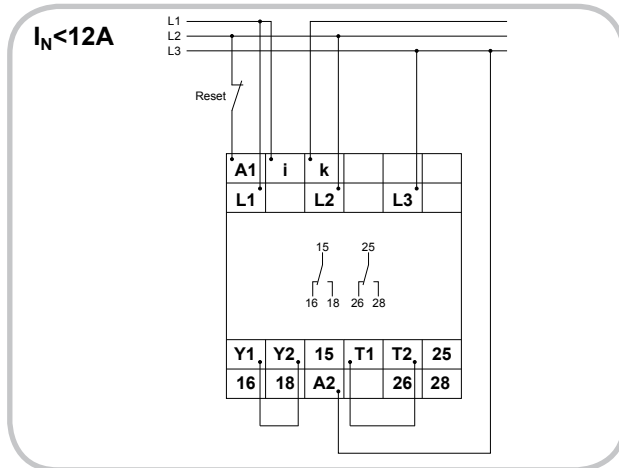 I_N<12A
L1
L2
L3
Reset
A1 i k
L1 L2 L3
15 25
16 18 26 28
Y1 Y2 15 T1 T2 25
16 18 A2 26 28